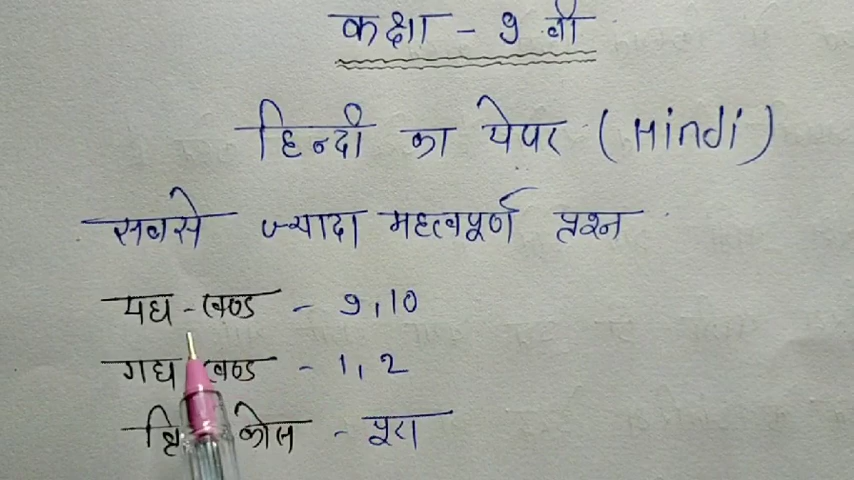 कक्षा - 9 वी
हिन्दी का पेपर (Hindi)
सबसे ज्यादा महत्वपूर्ण प्रश्न
पद्य - खण्ड - 9, 10
गद्य खण्ड - 1, 2
- पूरा